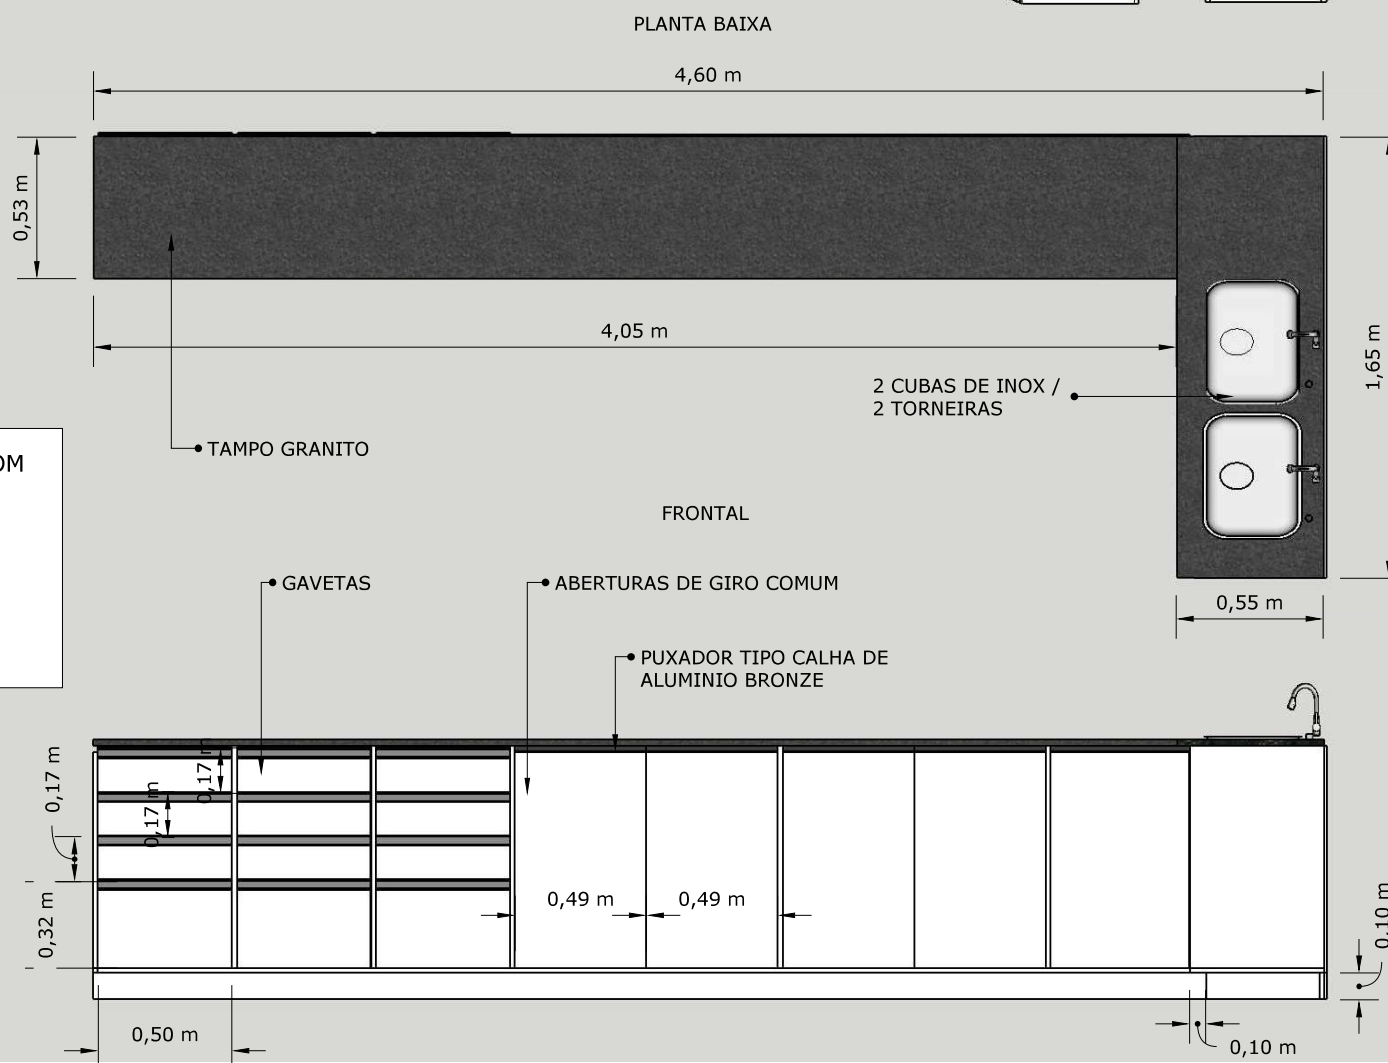 PLANTA BAIXA
4,60 m
0,53 m
4,05 m
1,65 m
2 CUBAS DE INOX /
2 TORNEIRAS
TAMPO GRANITO
OM
FRONTAL
GAVETAS
ABERTURAS DE GIRO COMUM
0,55 m
PUXADOR TIPO CALHA DE
ALUMINIO BRONZE
0,17 m
0,17 m
0,17 m
0,32 m
0,49 m
0,49 m
0,10 m
0,50 m
0,10 m